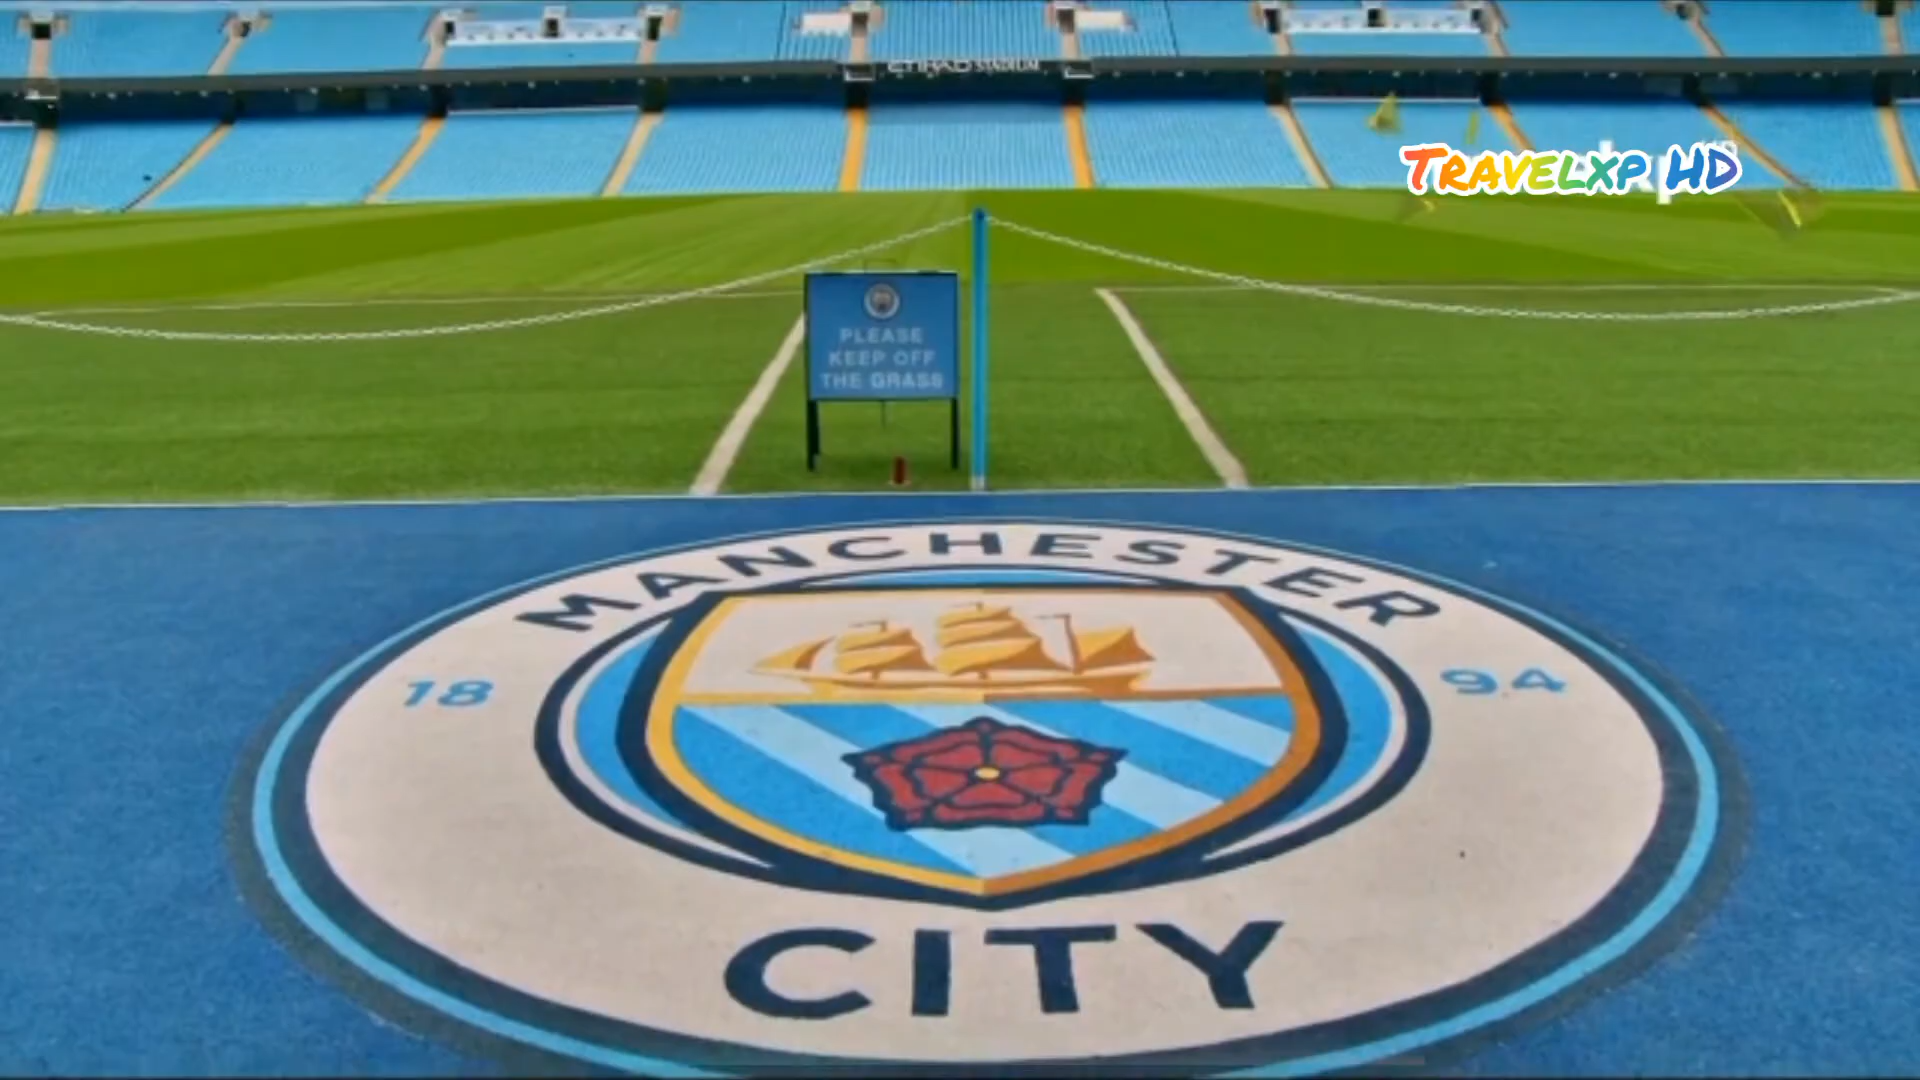 TRAVELXP HD
PLEASE
KEEP OFF
THE GRASS
MANCHESTER
18 94
CITY